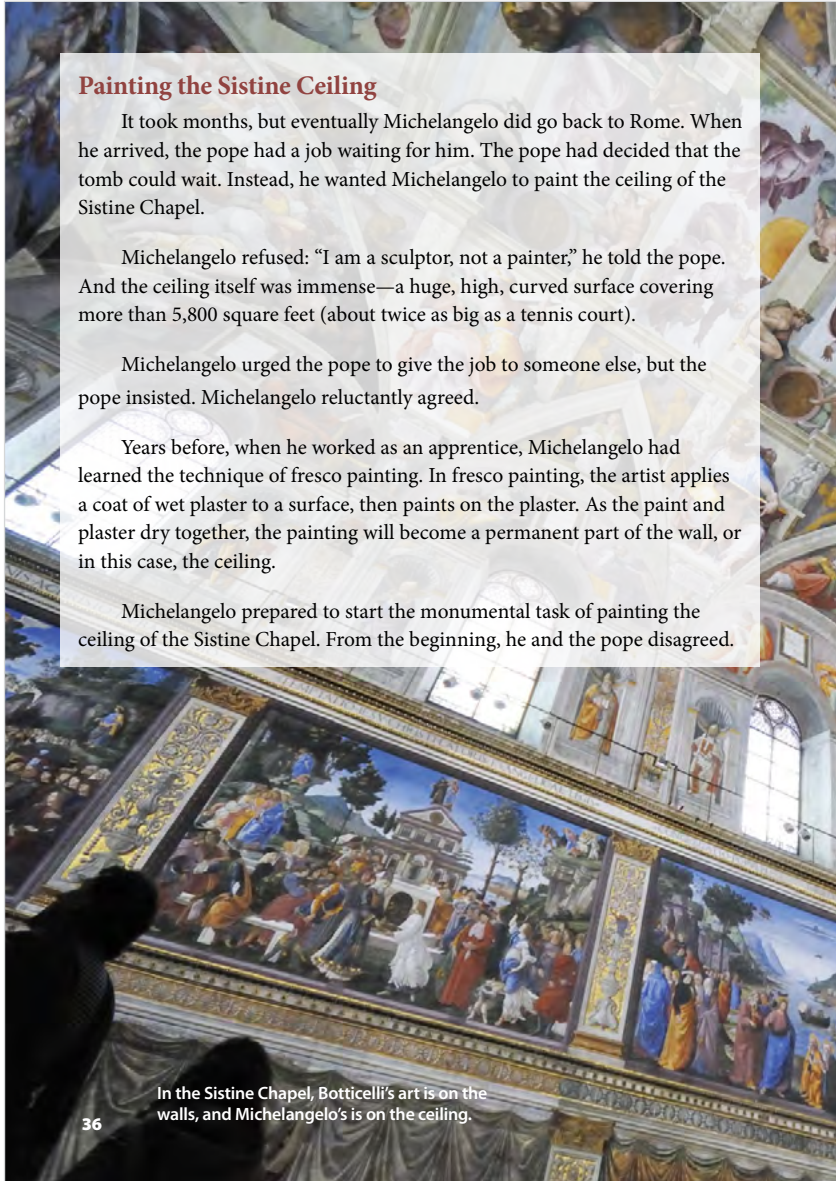 Painting the Sistine Ceiling
It took months, but eventually Michelangelo did go back to Rome. When
he arrived, the pope had a job waiting for him. The pope had decided that the
tomb could wait. Instead, he wanted Michelangelo to paint the ceiling of the
Sistine Chapel.
Michelangelo refused: “I am a sculptor, not a painter,” he told the pope.
And the ceiling itself was immense—a huge, high, curved surface covering
more than 5,800 square feet (about twice as big as a tennis court).
Michelangelo urged the pope to give the job to someone else, but the
pope insisted. Michelangelo reluctantly agreed.
Years before, when he worked as an apprentice, Michelangelo had
learned the technique of fresco painting. In fresco painting, the artist applies
a coat of wet plaster to a surface, then paints on the plaster. As the paint and
plaster dry together, the painting will become a permanent part of the wall, or
in this case, the ceiling.
Michelangelo prepared to start the monumental task of painting the
ceiling of the Sistine Chapel. From the beginning, he and the pope disagreed.
In the Sistine Chapel, Botticelli’s art is on the
walls, and Michelangelo’s is on the ceiling.
36